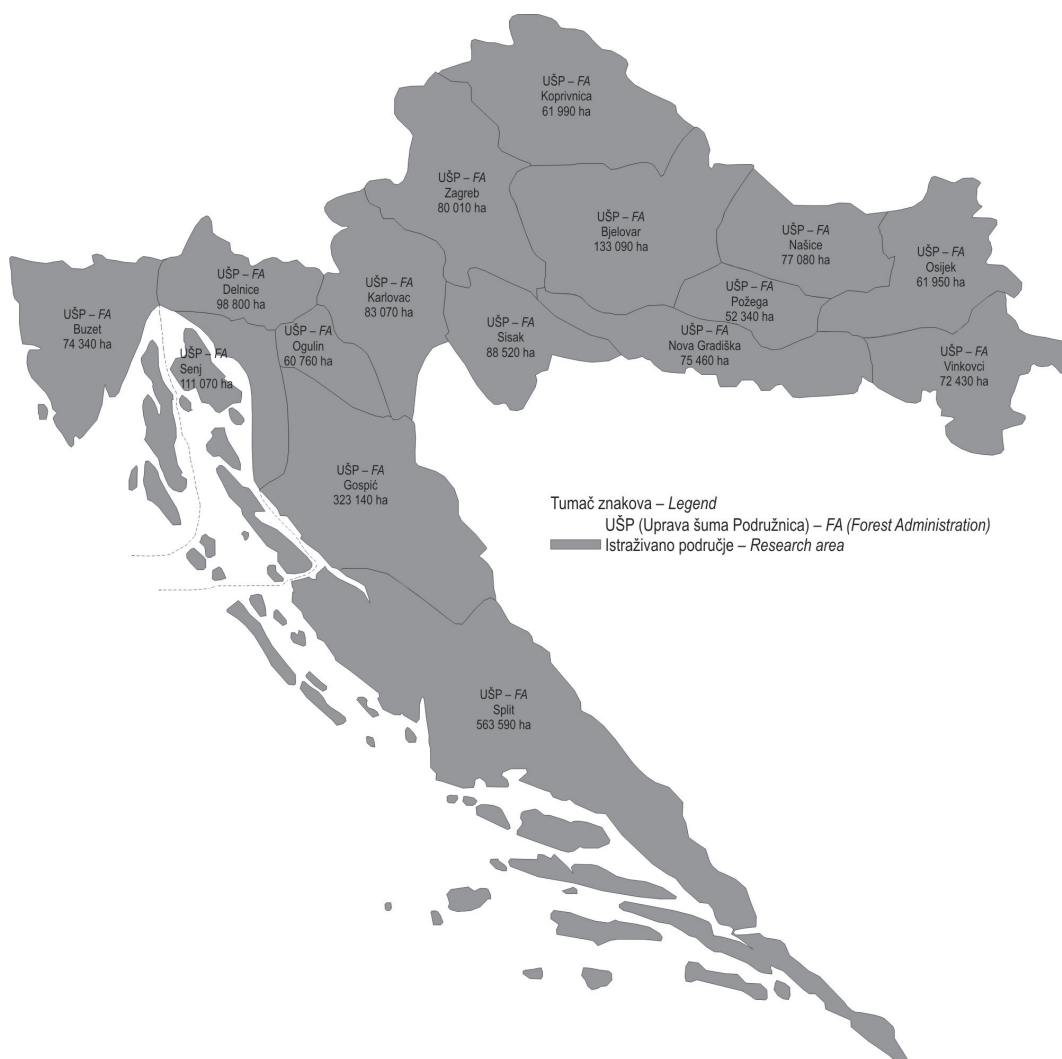 UŠP – FA
Koprivnica
61 990 ha
UŠP – FA
Zagreb
80 010 ha
UŠP – FA
Bjelovar
133 090 ha
UŠP – FA
Našice
77 080 ha
UŠP – FA
Osijek
61 950 ha
UŠP – FA
Delnice
98 800 ha
UŠP – FA
Karlovac
83 070 ha
UŠP – FA
Požega
52 340 ha
UŠP – FA
Buzet
74 340 ha
UŠP – FA
Ogulin
60 760 ha
UŠP – FA
Sisak
88 520 ha
UŠP – FA
Nova Gradiška
75 460 ha
UŠP – FA
Senj
111 070 ha
UŠP – FA
Vinkovci
72 430 ha
UŠP – FA
Gospić
323 140 ha
Tumač znakova – Legend
UŠP (Uprava šuma Podružnica) – FA (Forest Administration)
Istraživano područje – Research area
UŠP – FA
Split
563 590 ha